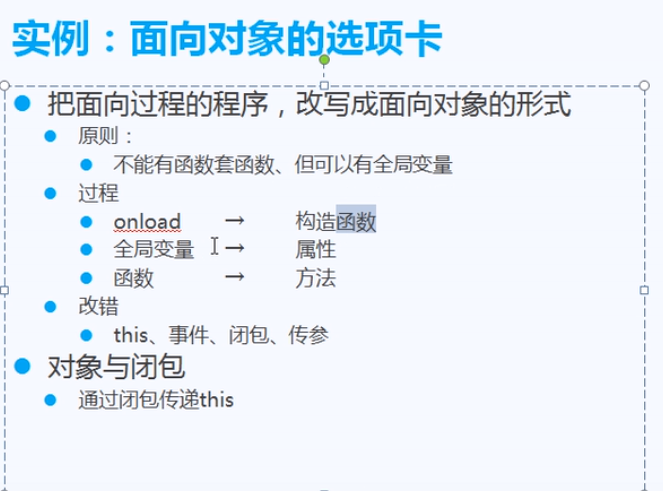 实例：面向对象的选项卡
把面向过程的程序，改写成面向对象的形式
原则：
不能有函数套函数、但可以有全局变量
过程
onload → 构造函数
全局变量 → 属性
函数 → 方法
改错
this、事件、闭包、传参
对象与闭包
通过闭包传递this